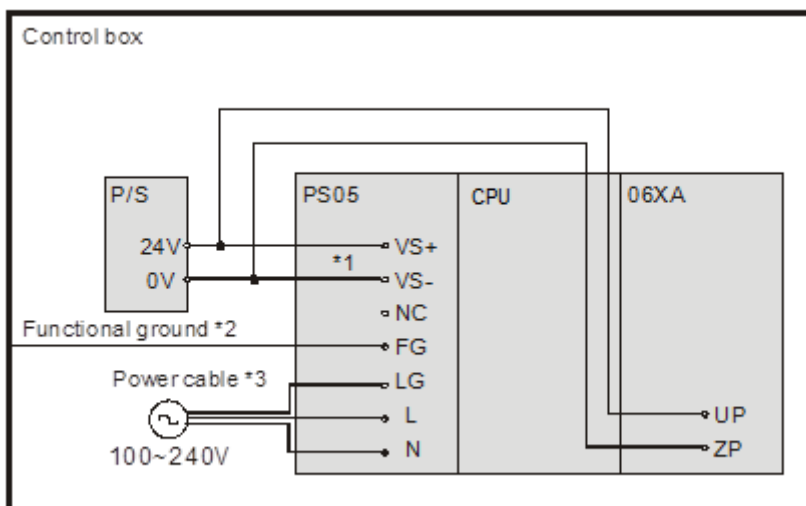 Control box
P/S
24V
0V
PS05
CPU
06XA
*1
VS+
VS-
NC
FG
LG
L
N
Functional ground *2
Power cable *3
100~240V
UP
ZP